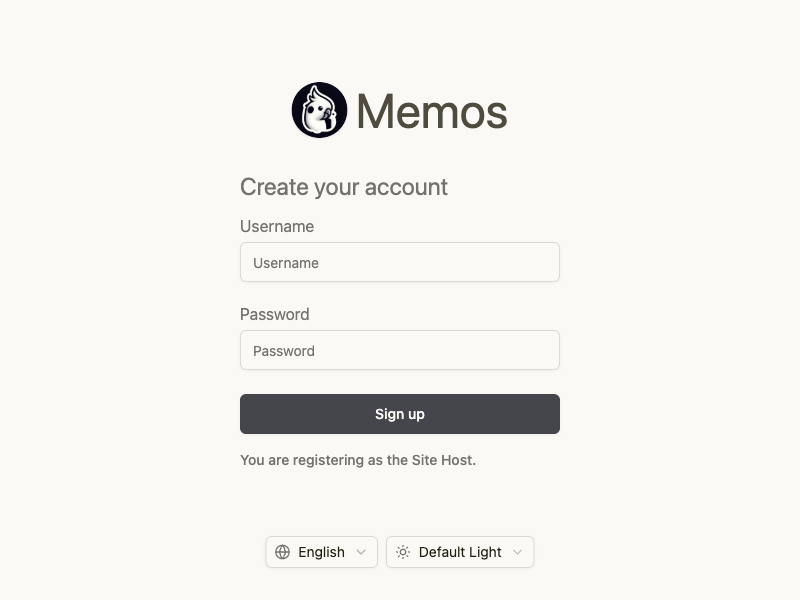 Memos
Create your account
Username
Username
Password
Password
Sign up
You are registering as the Site Host.
English
Default Light